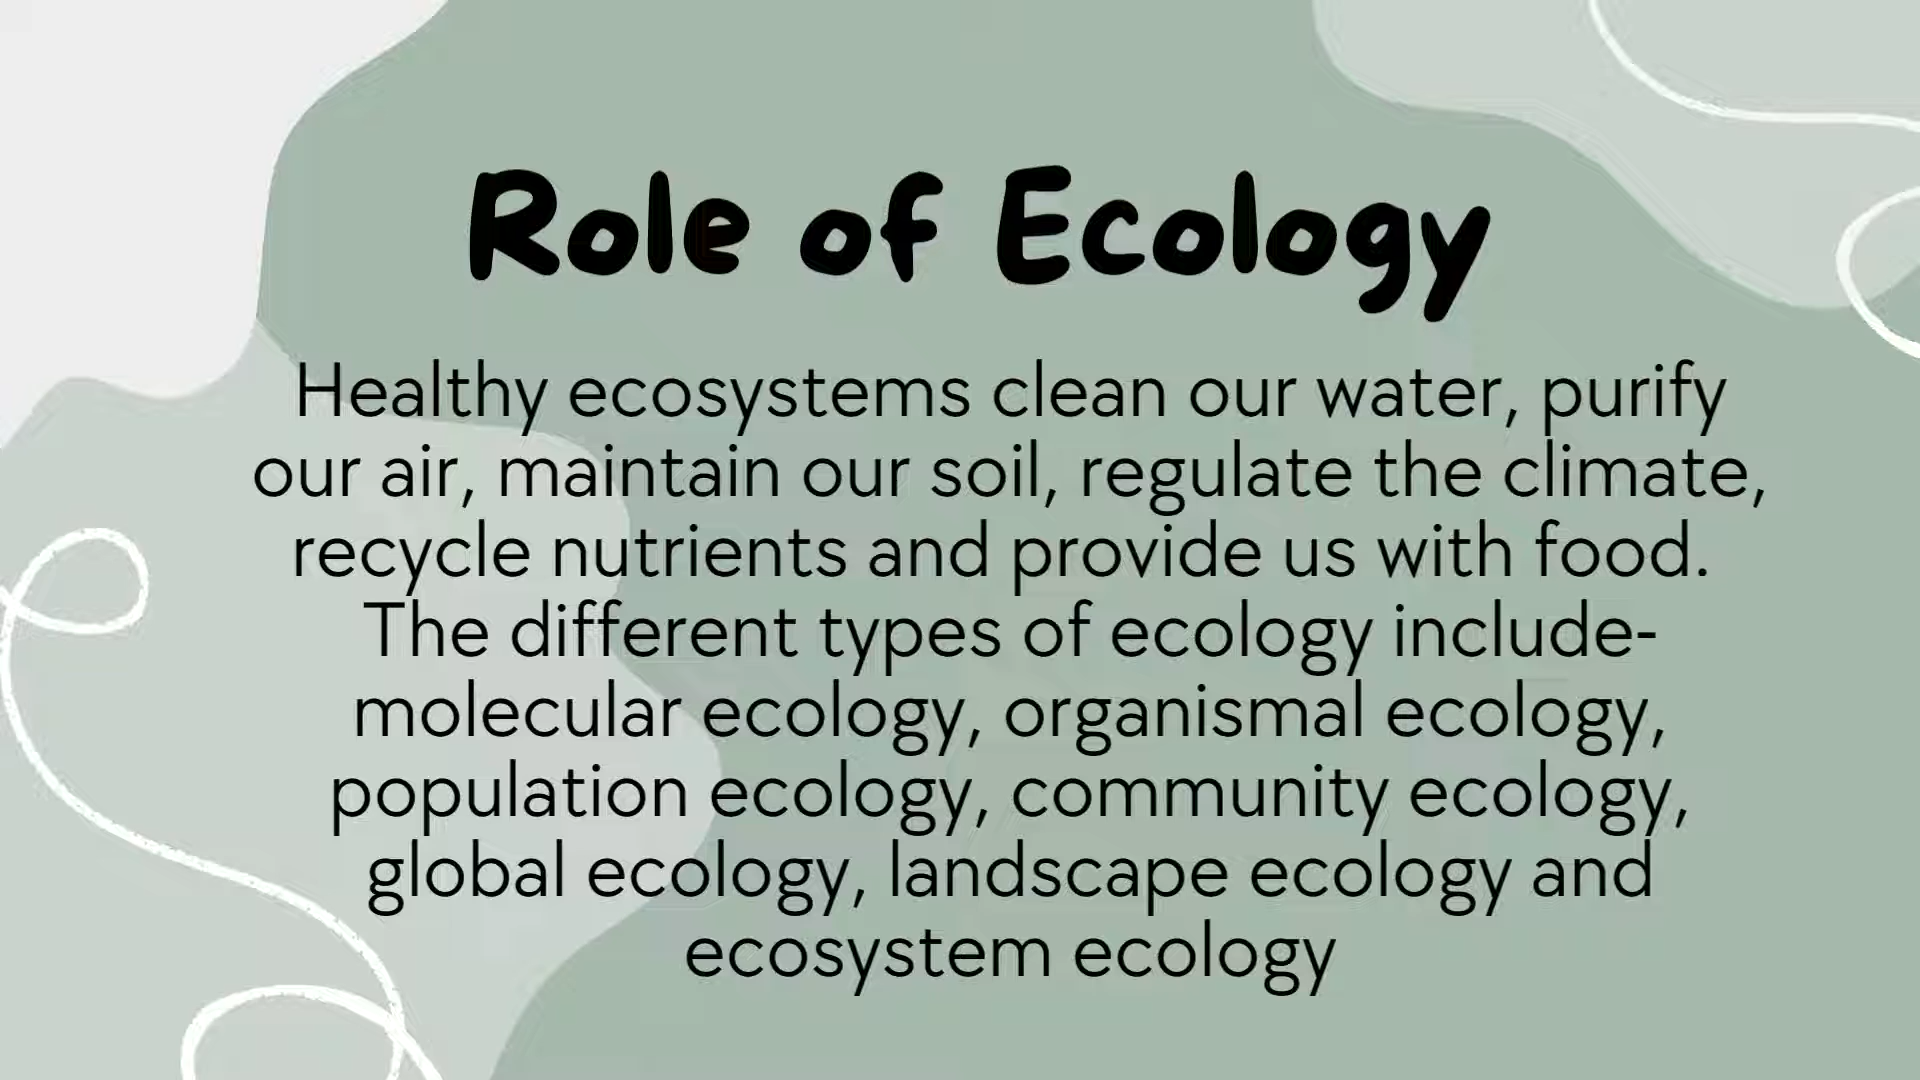 Role of Ecology
Healthy ecosystems clean our water, purify
our air, maintain our soil, regulate the climate,
recycle nutrients and provide us with food.
The different types of ecology include-
molecular ecology, organismal ecology,
population ecology, community ecology,
global ecology, landscape ecology and
ecosystem ecology